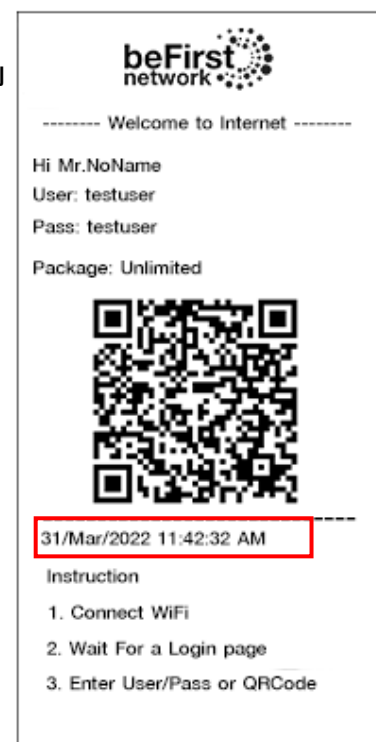 beFirst
network
-------- Welcome to Internet --------
Hi Mr.NoName
User: testuser
Pass: testuser
Package: Unlimited
31/Mar/2022 11:42:32 AM
Instruction
1. Connect WiFi
2. Wait For a Login page
3. Enter User/Pass or QRCode